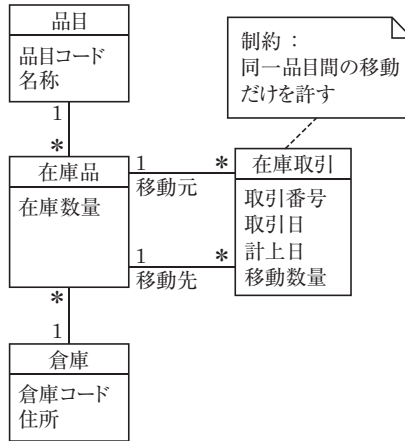 品目
品目コード
名称
制約：
同一品目間の移動
だけを許す
1
*
在庫品
在庫数量
1
*
移動元
1
*
移動先
在庫取引
取引番号
取引日
計上日
移動数量
*
1
倉庫
倉庫コード
住所